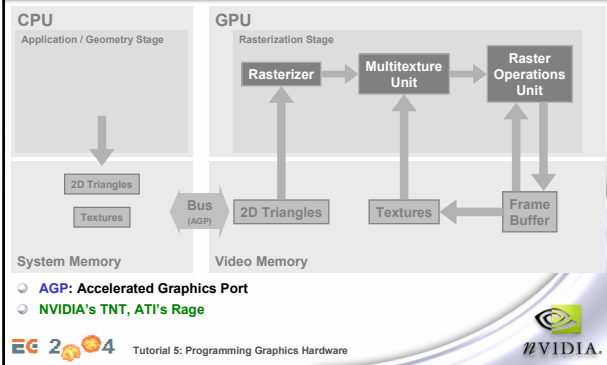 CPU
Application / Geometry Stage
GPU
Rasterization Stage
Rasterizer
Multitexture
Unit
Raster
Operations
Unit
2D Triangles
Textures
Bus
(AGP)
2D Triangles
Textures
Frame
Buffer
System Memory
Video Memory
AGP: Accelerated Graphics Port
NVIDIA's TNT, ATI's Rage
EG 2004 Tutorial 5: Programming Graphics Hardware
nVIDIA.